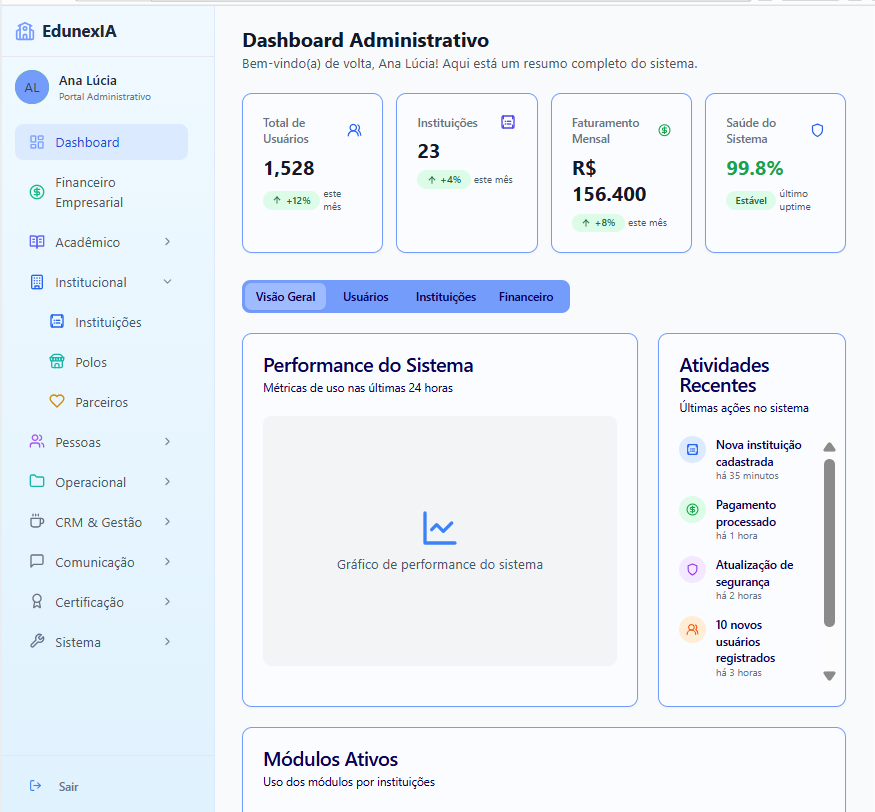 EdunexIA
AL
Ana Lúcia
Portal Administrativo
Dashboard
Financeiro
Empresarial
Acadêmico
Institucional
Instituições
Polos
Parceiros
Pessoas
Operacional
CRM & Gestão
Comunicação
Certificação
Sistema
Sair
Dashboard Administrativo
Bem-vindo(a) de volta, Ana Lúcia! Aqui está um resumo completo do sistema.
Total de
Usuários
1,528
+12% este
mês
Instituições
23
+4% este mês
Faturamento
Mensal
R$
156.400
+8% este mês
Saúde do
Sistema
99.8%
Estável último
uptime
Visão Geral Usuários Instituições Financeiro
Performance do Sistema
Métricas de uso nas últimas 24 horas
Gráfico de performance do sistema
Atividades
Recentes
Últimas ações no sistema
Nova instituição
cadastrada
há 35 minutos
Pagamento
processado
há 1 hora
Atualização de
segurança
há 2 horas
10 novos
usuários
registrados
há 3 horas
Módulos Ativos
Uso dos módulos por instituições